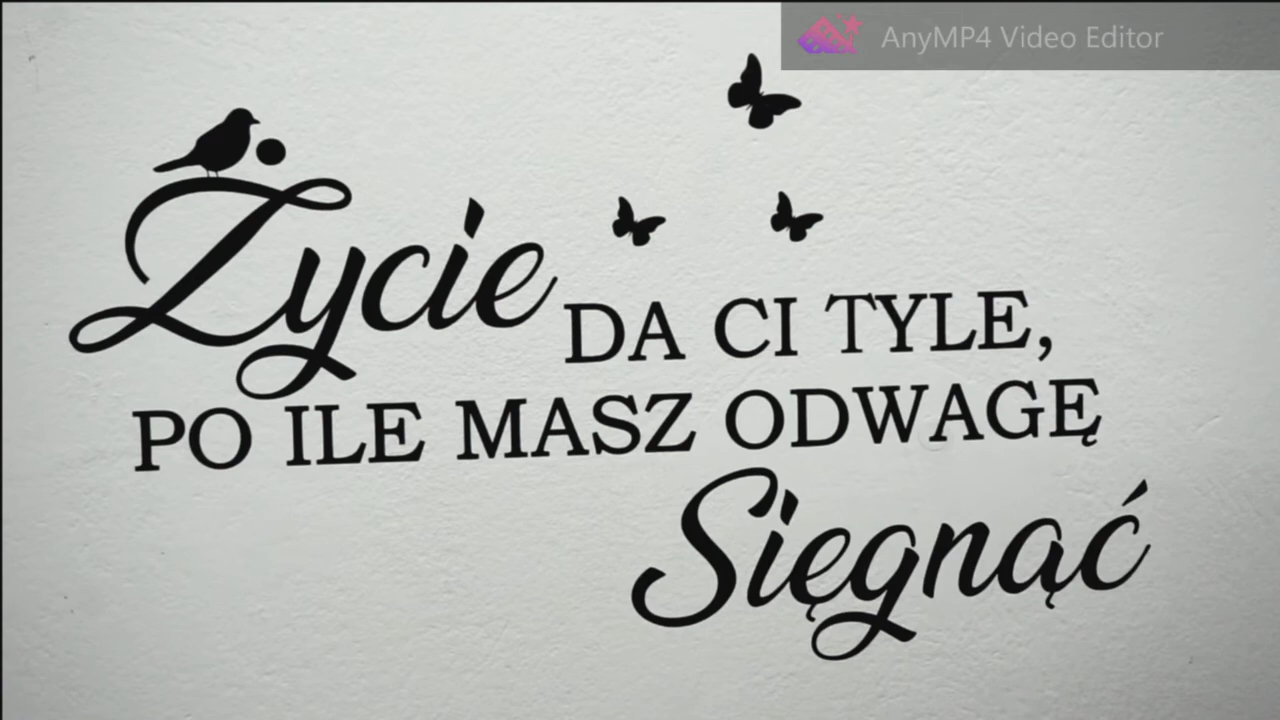 AnyMP4 Video Editor
Życie DA CI TYLE,
PO ILE MASZ ODWAGĘ
Sięgnąć